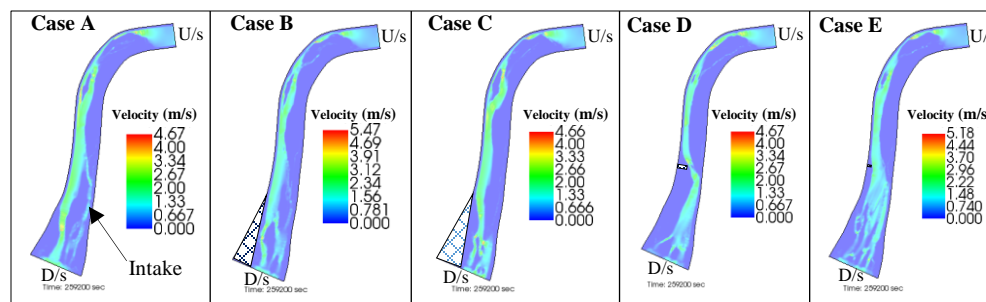 Case A
U/s
Velocity (m/s)
4.67
4.00
3.34
2.67
2.00
1.33
0.667
0.000
Intake
D/s
Time: 259200 sec
Case B
U/s
Velocity (m/s)
5.47
4.69
3.91
3.12
2.34
1.56
0.781
0.000
D/s
Time: 259200 sec
Case C
U/s
Velocity (m/s)
4.66
4.00
3.33
2.66
2.00
1.33
0.666
0.000
D/s
Time: 259200 sec
Case D
U/s
Velocity (m/s)
4.67
4.00
3.33
2.67
2.00
1.33
0.667
0.000
D/s
Time: 259200 sec
Case E
U/s
Velocity (m/s)
5.18
4.44
3.70
2.96
2.22
1.48
0.740
0.000
D/s
Time: 259200 sec